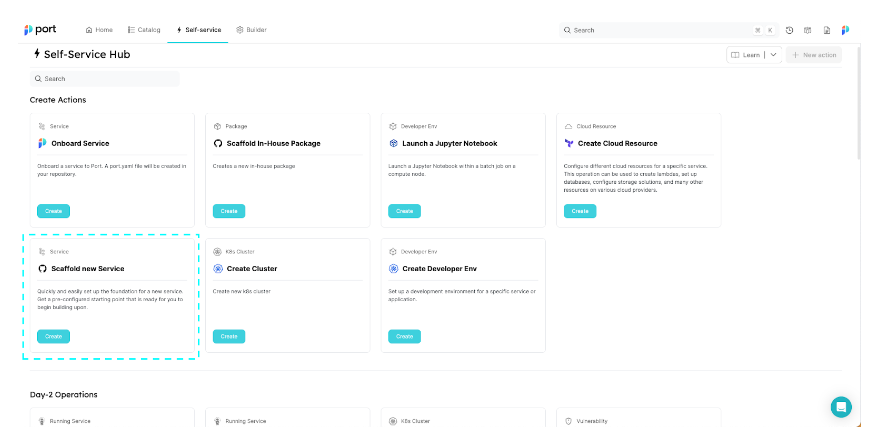 port Home Catalog Self-service Builder Search ⌘ K
Self-Service Hub Learn New action
Search
Create Actions
Service
Onboard Service
Onboard a service to Port. A port.yaml file will be created in
your repository.
Create
Package
Scaffold In-House Package
Creates a new in-house package
Create
Developer Env
Launch a Jupyter Notebook
Launch a Jupyter Notebook within a batch job on a
compute node.
Create
Cloud Resource
Create Cloud Resource
Configure different cloud resources for a specific service.
This operation can be used to create lambdas, set up
databases, configure storage solutions, and many other
resources on various cloud providers.
Create
Service
Scaffold new Service
Quickly and easily set up the foundation for a new service.
Get a pre-configured starting point that is ready for you to
begin building upon.
Create
K8s Cluster
Create Cluster
Create new k8s cluster
Create
Developer Env
Create Developer Env
Set up a development environment for a specific service or
application.
Create
Day-2 Operations
Running Service
Running Service
K8s Cluster
Vulnerability